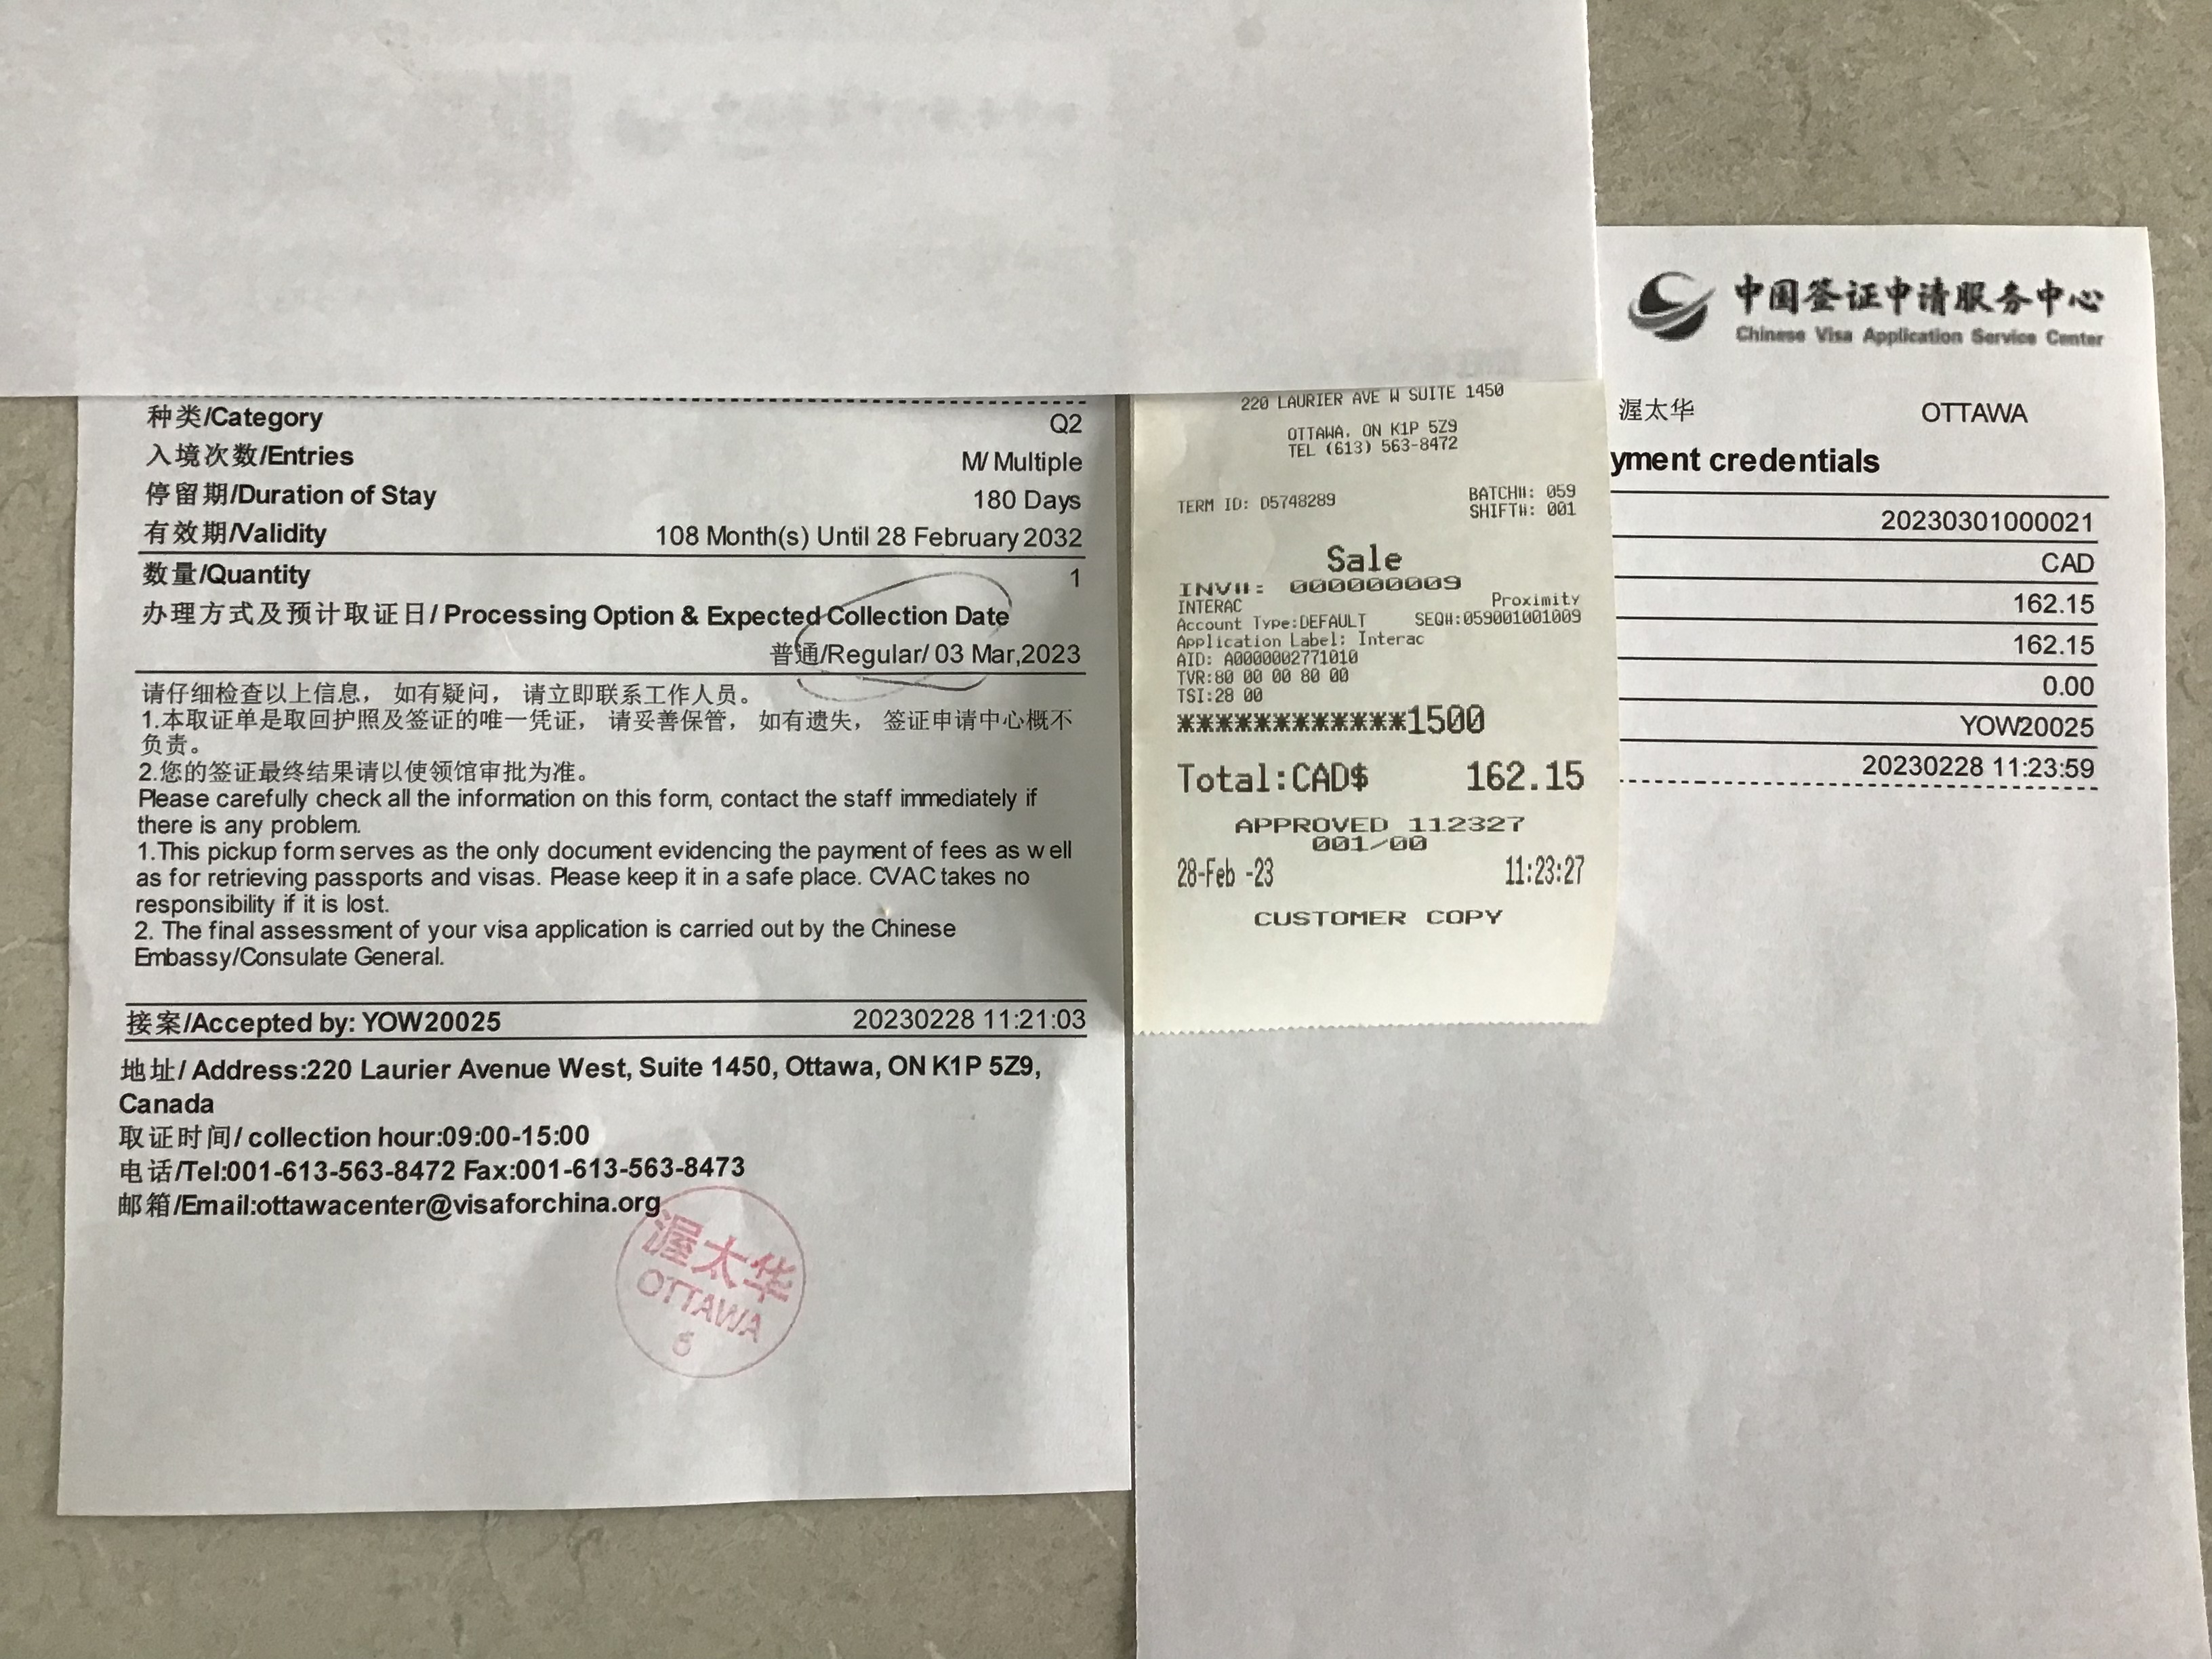 种类/Category Q2
入境次数/Entries M/ Multiple
停留期/Duration of Stay 180 Days
有效期/Validity 108 Month(s) Until 28 February 2032
数量/Quantity 1
办理方式及预计取证日/ Processing Option & Expected Collection Date
普通/Regular/ 03 Mar,2023
请仔细检查以上信息， 如有疑问， 请立即联系工作人员。
1.本取证单是取回护照及签证的唯一凭证， 请妥善保管， 如有遗失， 签证申请中心概不
负责。
2.您的签证最终结果请以使领馆审批为准。
Please carefully check all the information on this form, contact the staff immediately if
there is any problem.
1.This pickup form serves as the only document evidencing the payment of fees as well
as for retrieving passports and visas. Please keep it in a safe place. CVAC takes no
responsibility if it is lost.
2. The final assessment of your visa application is carried out by the Chinese
Embassy/Consulate General.
接案/Accepted by: YOW20025 20230228 11:21:03
地址/ Address:220 Laurier Avenue West, Suite 1450, Ottawa, ON K1P 5Z9,
Canada
取证时间/ collection hour:09:00-15:00
电话/Tel:001-613-563-8472 Fax:001-613-563-8473
邮箱/Email:ottawacenter@visaforchina.org
渥太华
OTTAWA
6
220 LAURIER AVE W SUITE 1450
OTTAWA, ON K1P 5Z9
TEL (613) 563-8472
TERM ID: D5748289 BATCH#: 059
SHIFT#: 001
Sale
INV#: 000000009
INTERAC Proximity
Account Type:DEFAULT SEQ#:059001001009
Application Label: Interac
AID: A0000002771010
TVR:80 00 00 80 00
TSI:28 00
************1500
Total:CAD$ 162.15
APPROVED 112327
001/00
28-Feb -23 11:23:27
CUSTOMER COPY
中国签证申请服务中心
Chinese Visa Application Service Center
渥太华 OTTAWA
yment credentials
20230301000021
CAD
162.15
162.15
0.00
YOW20025
20230228 11:23:59